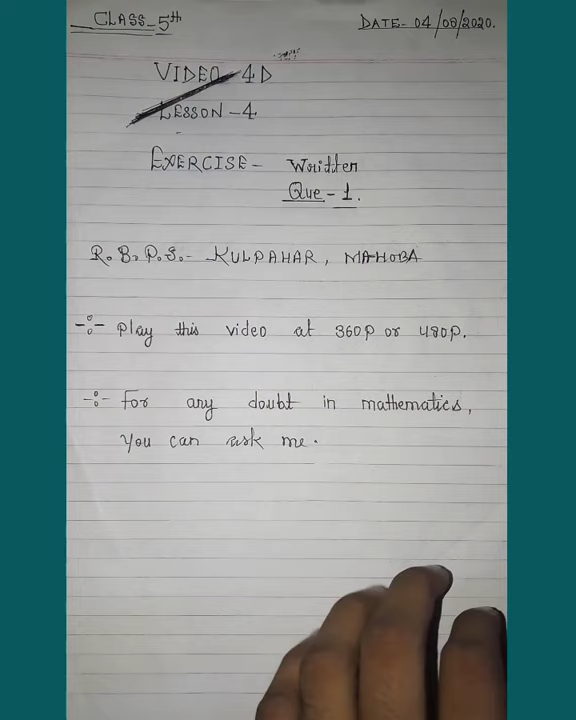 CLASS-5th
DATE- 04/08/2020.
VIDEO-4D
LESSON-4
EXERCISE- Written
Que-1.
R.B.P.S.- KULPAHAR, MAHOBA
-:- Play this video at 360p or 480p.
-:- For any doubt in mathematics,
You can ask me.